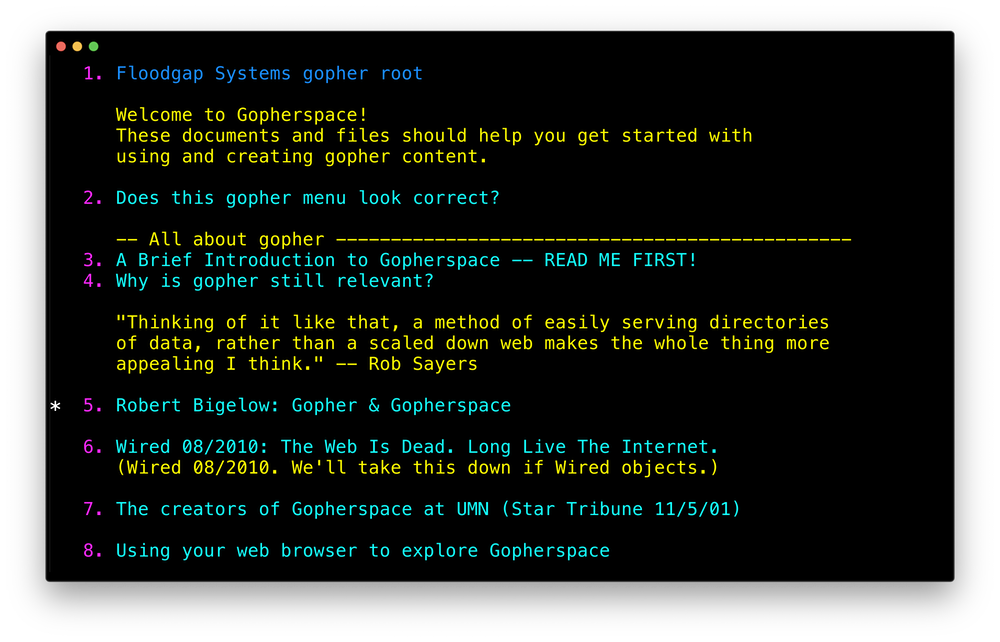 1. Floodgap Systems gopher root
Welcome to Gopherspace!
These documents and files should help you get started with
using and creating gopher content.
2. Does this gopher menu look correct?
-- All about gopher -----------------------------------------------
3. A Brief Introduction to Gopherspace -- READ ME FIRST!
4. Why is gopher still relevant?
"Thinking of it like that, a method of easily serving directories
of data, rather than a scaled down web makes the whole thing more
appealing I think." -- Rob Sayers
* 5. Robert Bigelow: Gopher & Gopherspace
6. Wired 08/2010: The Web Is Dead. Long Live The Internet.
(Wired 08/2010. We'll take this down if Wired objects.)
7. The creators of Gopherspace at UMN (Star Tribune 11/5/01)
8. Using your web browser to explore Gopherspace